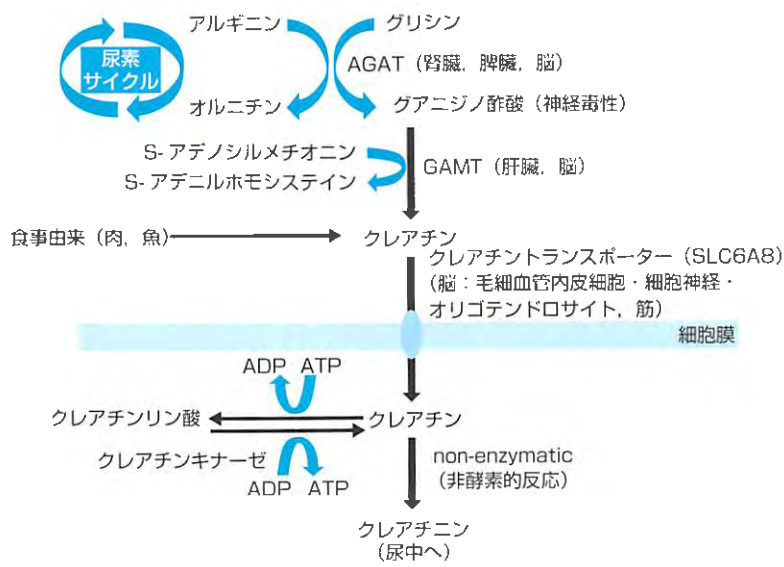 アルギニン
グリシン
尿素
サイクル
AGAT（腎臓，脾臓，脳）
オルニチン
グアニジノ酢酸（神経毒性）
S- アデノシルメチオニン
S- アデニルホモシステイン
GAMT（肝臓，脳）
食事由来（肉，魚）
クレアチン
クレアチントランスポーター（SLC6A8）
（脳：毛細血管内皮細胞・細胞神経・
オリゴテンドロサイト，筋）
細胞膜
ADP ATP
クレアチンリン酸
クレアチン
クレアチンキナーゼ
ADP ATP
non-enzymatic
（非酵素的反応）
クレアチニン
（尿中へ）